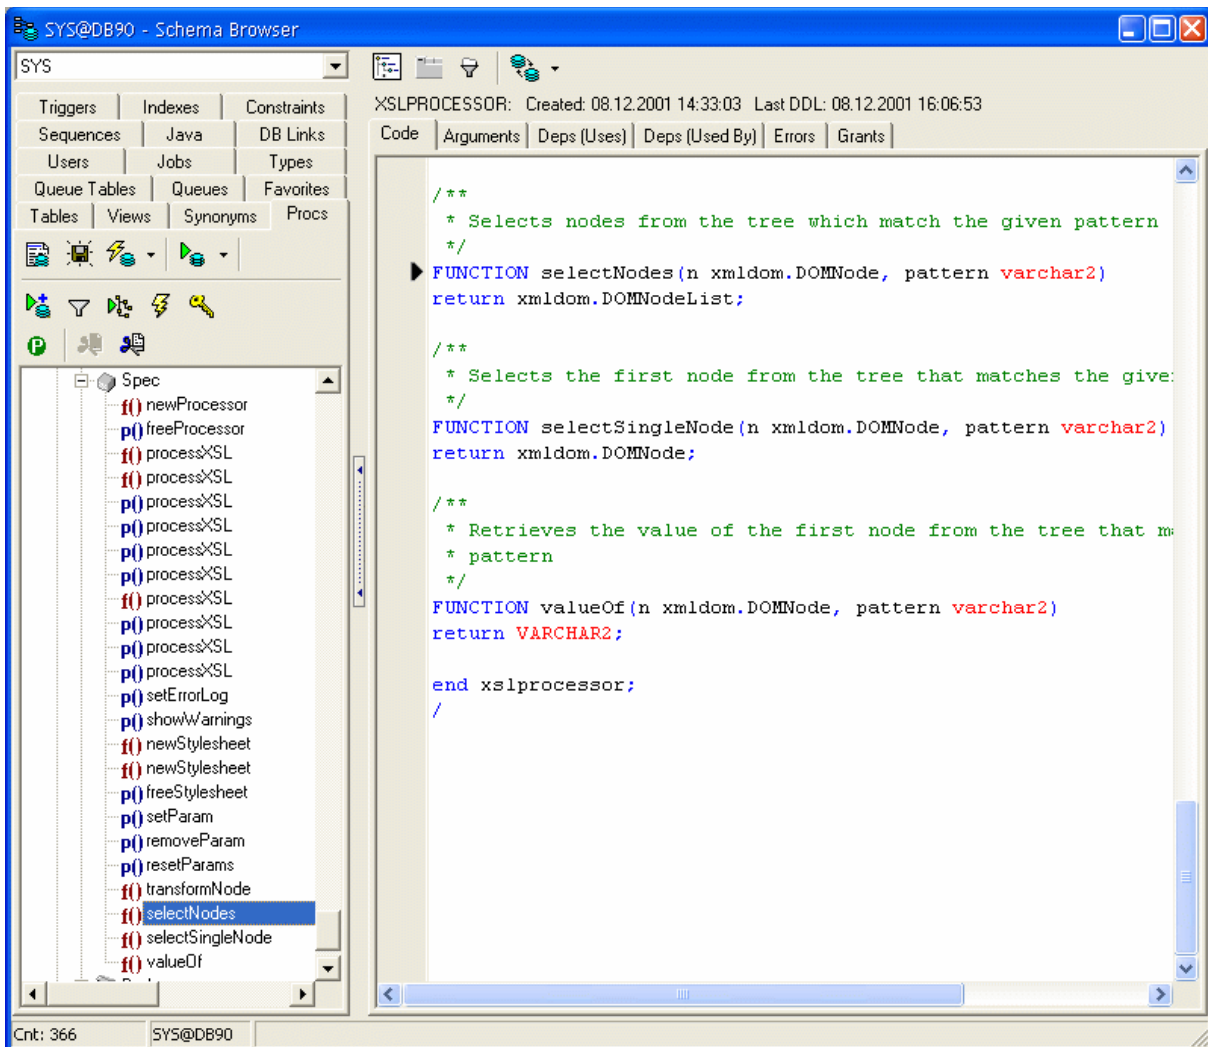 SYS@DB90 - Schema Browser
SYS
Triggers Indexes Constraints
Sequences Java DB Links
Users Jobs Types
Queue Tables Queues Favorites
Tables Views Synonyms Procs
Spec
f() newProcessor
p() freeProcessor
f() processXSL
f() processXSL
p() processXSL
p() processXSL
p() processXSL
p() processXSL
f() processXSL
p() processXSL
p() processXSL
p() processXSL
p() setErrorLog
p() showWarnings
f() newStylesheet
f() newStylesheet
p() freeStylesheet
p() setParam
p() removeParam
p() resetParams
f() transformNode
f() selectNodes
f() selectSingleNode
f() valueOf
XSLPROCESSOR: Created: 08.12.2001 14:33:03 Last DDL: 08.12.2001 16:06:53
Code Arguments Deps (Uses) Deps (Used By) Errors Grants
/**
* Selects nodes from the tree which match the given pattern
*/
FUNCTION selectNodes(n xmldom.DOMNode, pattern varchar2)
return xmldom.DOMNodeList;
/**
* Selects the first node from the tree that matches the give
*/
FUNCTION selectSingleNode(n xmldom.DOMNode, pattern varchar2)
return xmldom.DOMNode;
/**
* Retrieves the value of the first node from the tree that
* pattern
*/
FUNCTION valueOf(n xmldom.DOMNode, pattern varchar2)
return VARCHAR2;
end xslprocessor;
/
Cnt: 366 SYS@DB90